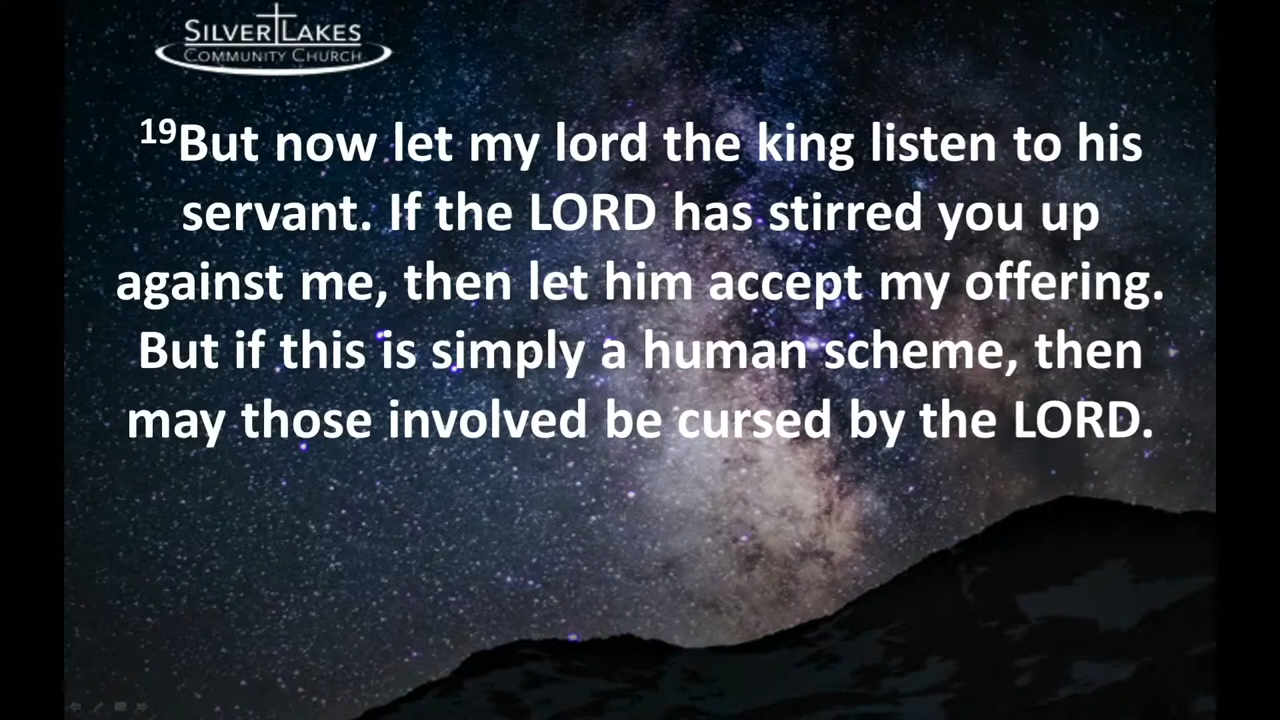 SILVER LAKES
COMMUNITY CHURCH
19But now let my lord the king listen to his
servant. If the LORD has stirred you up
against me, then let him accept my offering.
But if this is simply a human scheme, then
may those involved be cursed by the LORD.